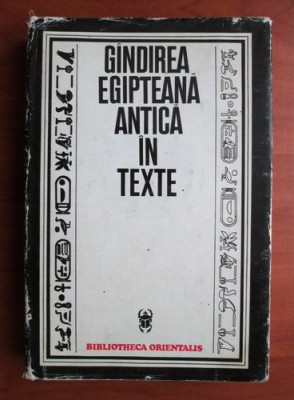 GÎNDIREA
EGIPTEANĂ
ANTICĂ
ÎN
TEXTE
BIBLIOTHECA ORIENTALIS